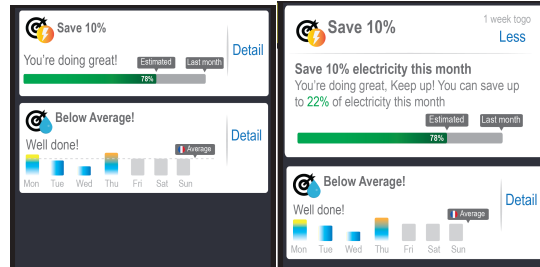 Save 10%
You're doing great!
Estimated
Last month
Detail
78%
Below Average!
Well done!
Detail
Average
Mon Tue Wed Thu Fri Sat Sun
Save 10%
1 week togo
Less
Save 10% electricity this month
You're doing great, Keep up! You can save up
to 22% of electricity this month
Estimated
Last month
78%
Below Average!
Well done!
Detail
Average
Mon Tue Wed Thu Fri Sat Sun